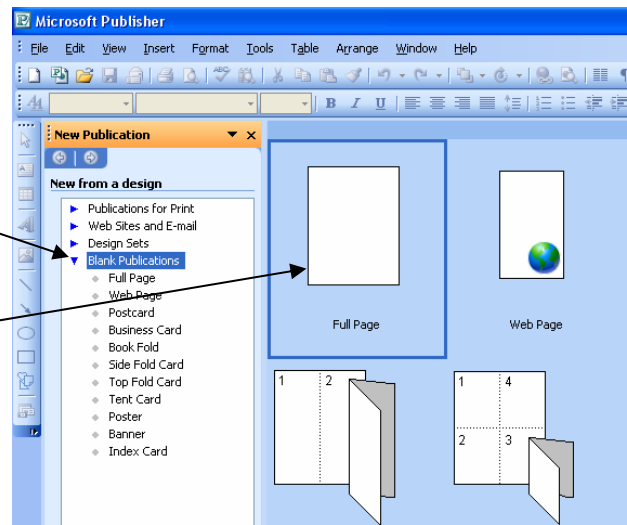 Microsoft Publisher
File Edit View Insert Format Tools Table Arrange Window Help
B I U
New Publication
New from a design
Publications for Print
Web Sites and E-mail
Design Sets
Blank Publications
Full Page
Web Page
Postcard
Business Card
Book Fold
Side Fold Card
Top Fold Card
Tent Card
Poster
Banner
Index Card
Full Page
Web Page
1 2
1 4
2 3